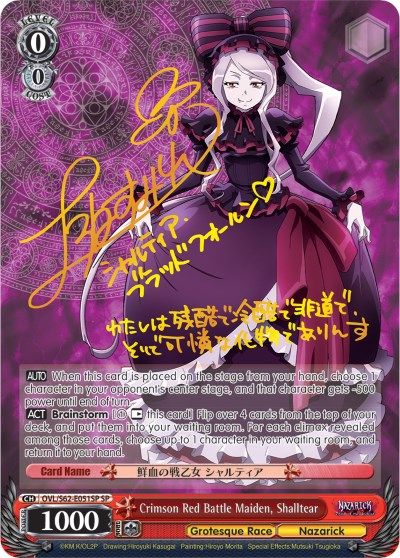 LEVEL
0
0
COST
シャルティア・
ブラッドフォールン♡
わたしは残酷で冷酷で非道で、
そいで可憐な化物でありんす
AUTO When this card is placed on the stage from your hand, choose 1
character in your opponent's center stage, and that character gets -500
power until end of turn.
this card] Flip over 4 cards from the top of your
deck, and put them into your waiting room. For each climax revealed
among those cards, choose up to 1 character in your waiting room, and
return it to your hand.
Card Name 鮮血の戦乙女 シャルティア
CH OVL/S62-E051SP SP
1000 Crimson Red Battle Maiden, Shalltear NAZARICK
Grotesque Race Nazarick
©KM,K/OL2P Drawing:Hiroyuki Kasugai Painting:Hiroyo Morita Special Effects:Mutsuki Tsugioka